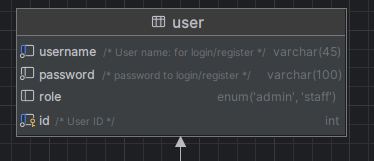 user
username /* User name: for login/register */ varchar(45)
password /* password to login/register */ varchar(100)
role enum('admin', 'staff')
id /* User ID */ int